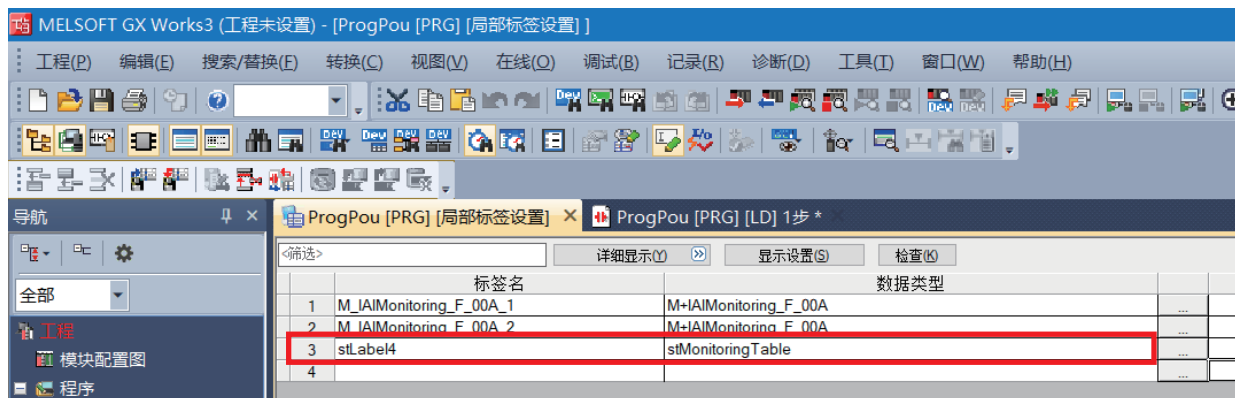 MELSOFT GX Works3 (工程未设置) - [ProgPou [PRG] [局部标签设置] ]
工程(P) 编辑(E) 搜索/替换(F) 转换(C) 视图(V) 在线(O) 调试(B) 记录(R) 诊断(D) 工具(T) 窗口(W) 帮助(H)
导航
ProgPou [PRG] [局部标签设置] ProgPou [PRG] [LD] 1步 *
<筛选> 详细显示(Y) 显示设置(S) 检查(K)
全部
标签名 数据类型
1 M_IAIMonitoring_F_00A_1 M+IAIMonitoring_F_00A ...
2 M_IAIMonitoring_F_00A_2 M+IAIMonitoring_F_00A ...
3 stLabel4 stMonitoringTable ...
4 ...
工程
模块配置图
程序